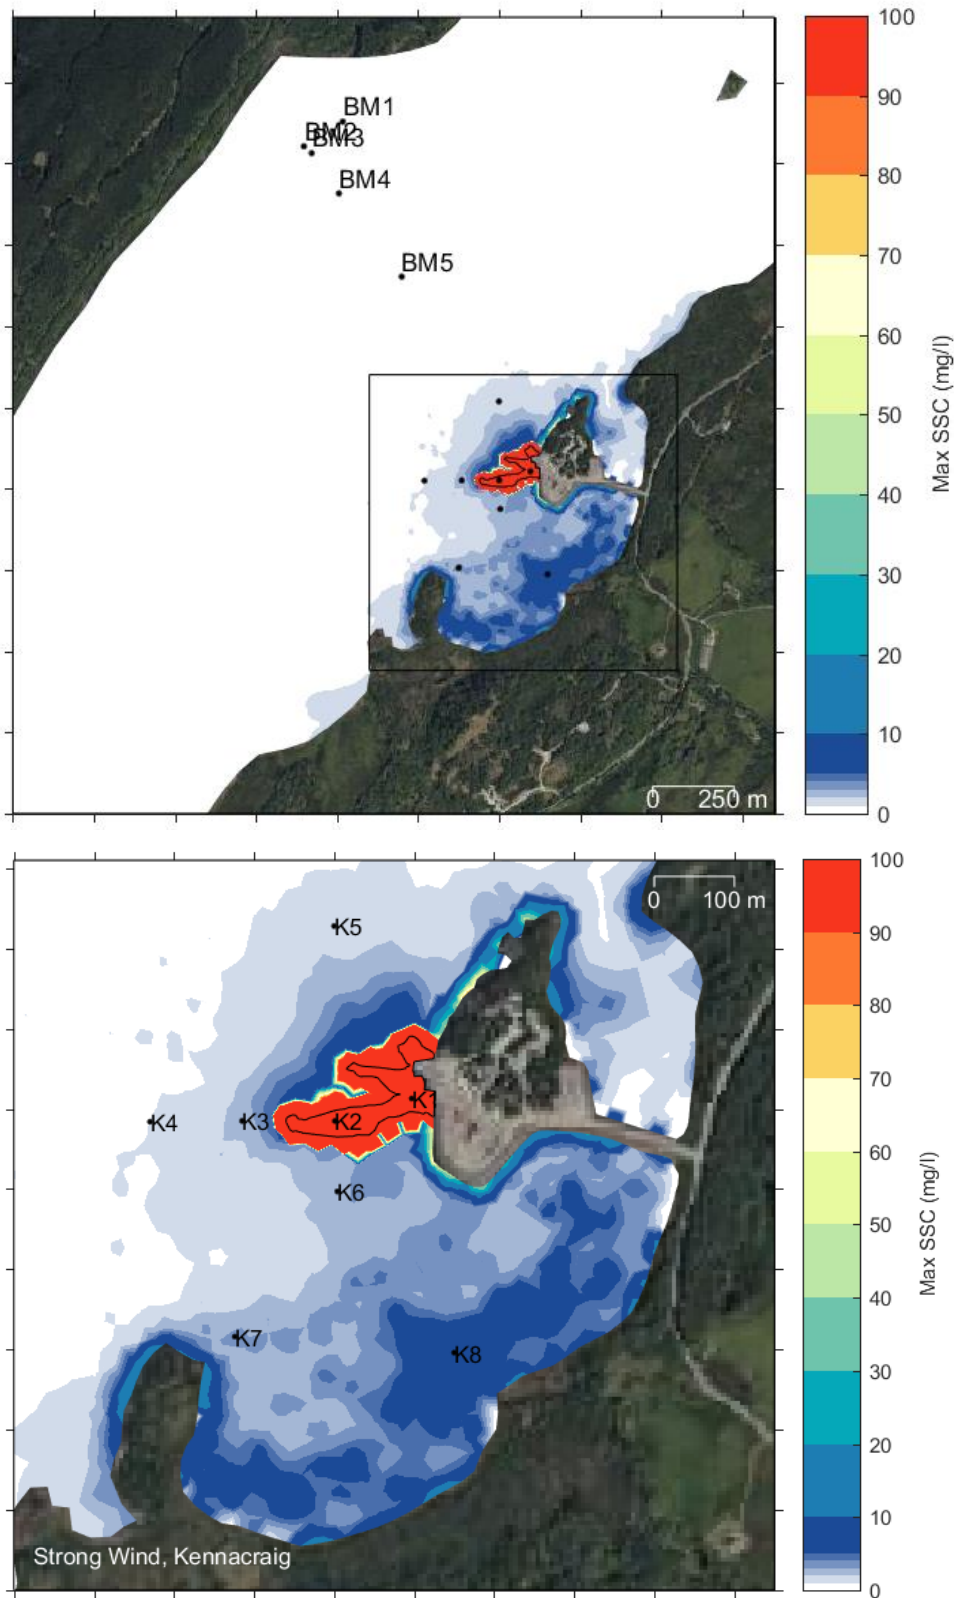 BM1
BM2
BM3
BM4
BM5
0 250 m
100
90
80
70
60
50
40
30
20
10
0
Max SSC (mg/l)
K5
K1
K2
K3
K4
K6
K7
K8
0 100 m
Strong Wind, Kennacraig
100
90
80
70
60
50
40
30
20
10
0
Max SSC (mg/l)